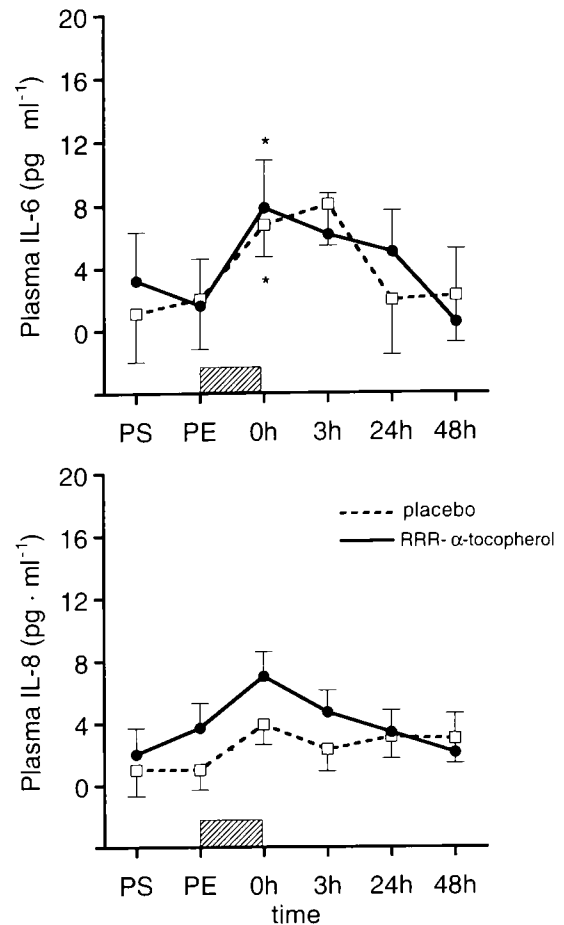 20
16
12
8
4
0
Plasma IL-6 (pg ml⁻¹)
*
*
PS PE 0h 3h 24h 48h
20
16
12
8
4
0
Plasma IL-8 (pg · ml⁻¹)
placebo
RRR- α-tocopherol
PS PE 0h 3h 24h 48h
time